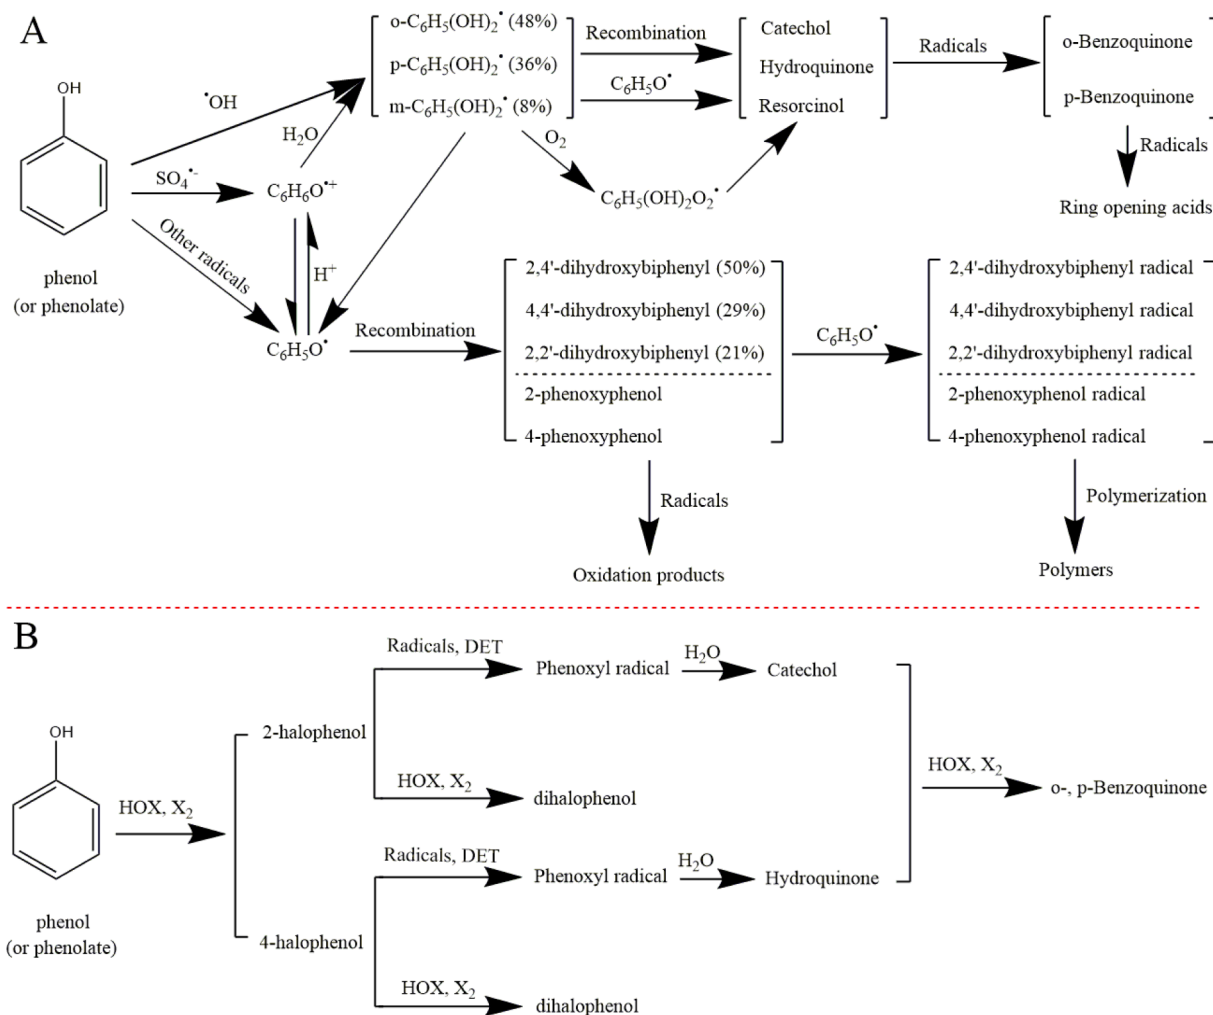 A
OH
phenol
(or phenolate)
•OH
SO₄•⁻
Other radicals
H₂O
C₆H₆O•⁺
H⁺
C₆H₅O•
o-C₆H₅(OH)₂• (48%)
p-C₆H₅(OH)₂• (36%)
m-C₆H₅(OH)₂• (8%)
Recombination
C₆H₅O•
O₂
C₆H₅(OH)₂O₂•
Catechol
Hydroquinone
Resorcinol
Radicals
o-Benzoquinone
p-Benzoquinone
Radicals
Ring opening acids
Recombination
2,4'-dihydroxybiphenyl (50%)
4,4'-dihydroxybiphenyl (29%)
2,2'-dihydroxybiphenyl (21%)
2-phenoxyphenol
4-phenoxyphenol
C₆H₅O•
2,4'-dihydroxybiphenyl radical
4,4'-dihydroxybiphenyl radical
2,2'-dihydroxybiphenyl radical
2-phenoxyphenol radical
4-phenoxyphenol radical
Radicals
Oxidation products
Polymerization
Polymers
B
OH
phenol
(or phenolate)
HOX, X₂
2-halophenol
Radicals, DET
Phenoxyl radical
H₂O
Catechol
HOX, X₂
dihalophenol
4-halophenol
Radicals, DET
Phenoxyl radical
H₂O
Hydroquinone
HOX, X₂
dihalophenol
HOX, X₂
o-, p-Benzoquinone